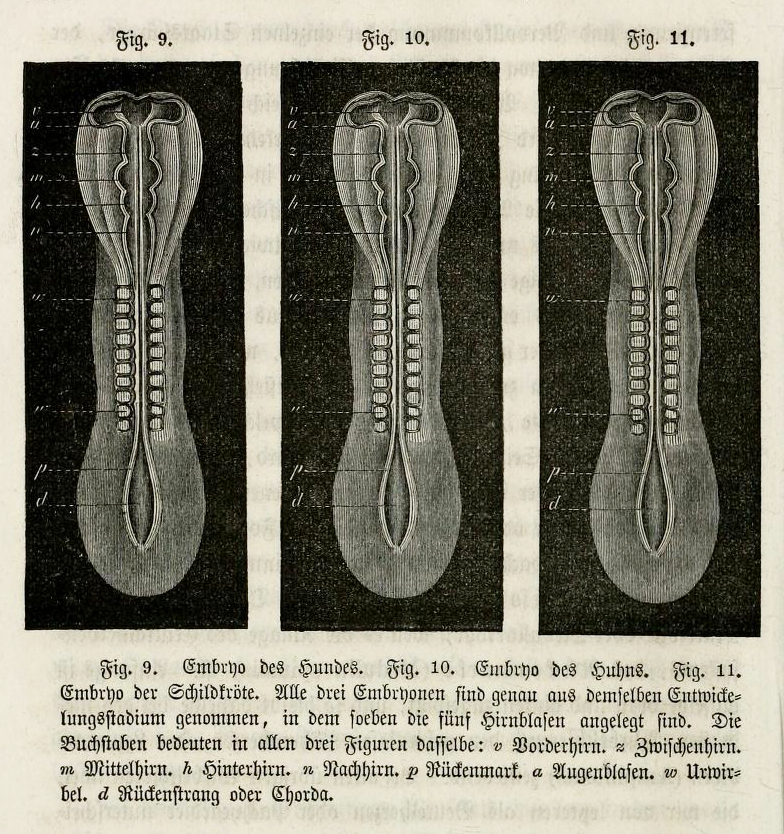 Fig. 9. Fig. 10. Fig. 11.
v v v
a a a
z z z
m m m
h h h
n n n
w w w
w w w
p p p
d d d
Fig. 9. Embryo des Hundes. Fig. 10. Embryo des Huhns. Fig. 11.
Embryo der Schildkröte. Alle drei Embryonen sind genau aus demselben Entwicke-
lungsstadium genommen, in dem soeben die fünf Hirnblasen angelegt sind. Die
Buchstaben bedeuten in allen drei Figuren dasselbe: v Vorderhirn. z Zwischenhirn.
m Mittelhirn. h Hinterhirn. n Nachhirn. p Rückenmark. a Augenblasen. w Urwir-
bel. d Rückenstrang oder Chorda.